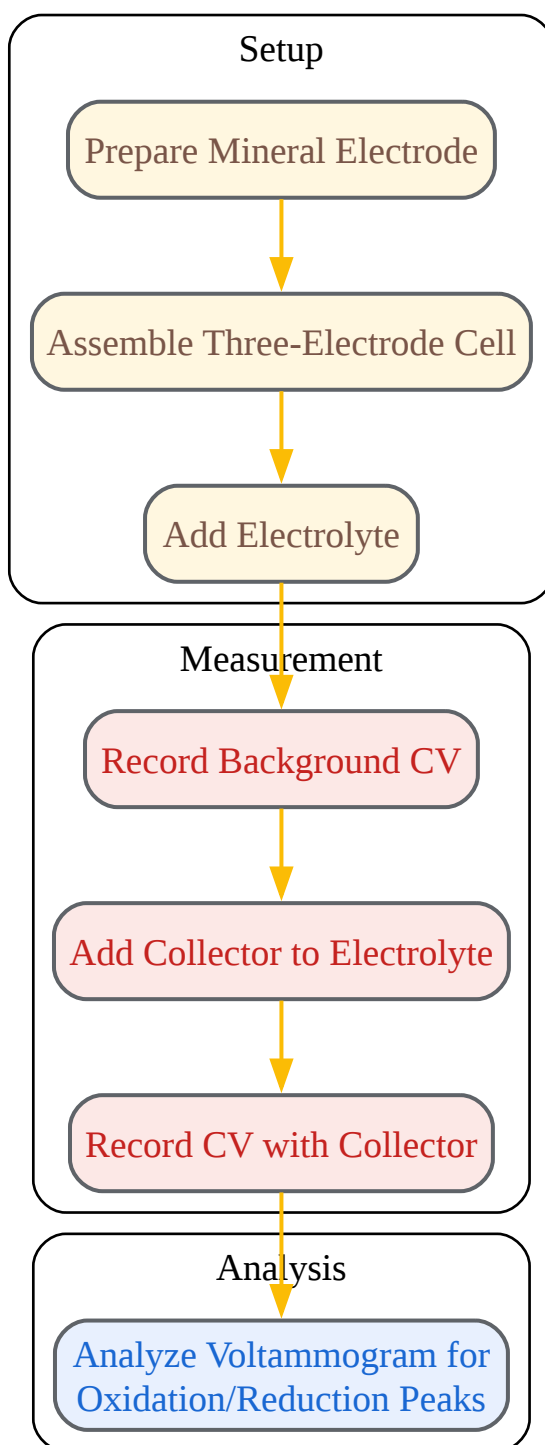 Setup
Prepare Mineral Electrode
Assemble Three-Electrode Cell
Add Electrolyte
Measurement
Record Background CV
Add Collector to Electrolyte
Record CV with Collector
Analysis
Analyze Voltammogram for
Oxidation/Reduction Peaks